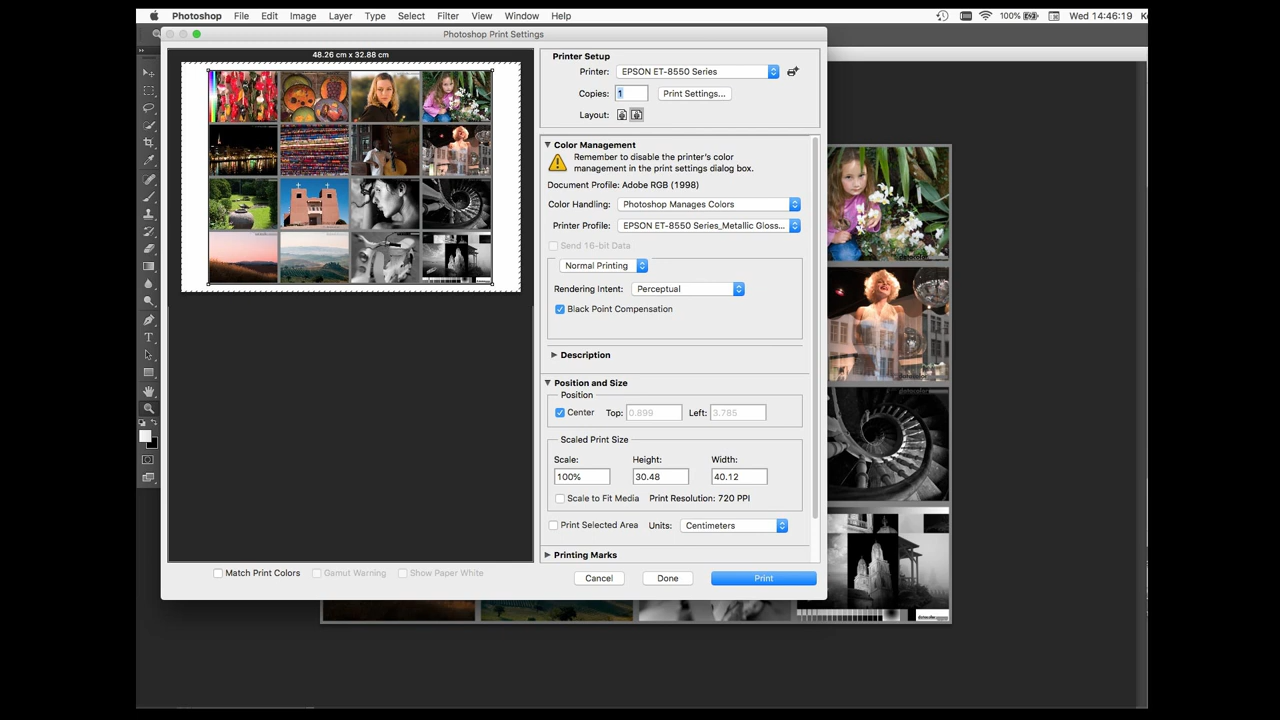 Photoshop File Edit Image Layer Type Select Filter View Window Help 100% Wed 14:46:19
Photoshop Print Settings
48.26 cm x 32.88 cm
Printer Setup
Printer: EPSON ET-8550 Series
Copies: 1 Print Settings...
Layout:
Color Management
Remember to disable the printer's color
management in the print settings dialog box.
Document Profile: Adobe RGB (1998)
Color Handling: Photoshop Manages Colors
Printer Profile: EPSON ET-8550 Series_Metallic Gloss...
Send 16-bit Data
Normal Printing
Rendering Intent: Perceptual
Black Point Compensation
Description
Position and Size
Position
Center Top: 0.899 Left: 3.785
Scaled Print Size
Scale: Height: Width:
100% 30.48 40.12
Scale to Fit Media Print Resolution: 720 PPI
Print Selected Area Units: Centimeters
Printing Marks
Match Print Colors Gamut Warning Show Paper White
Cancel Done Print